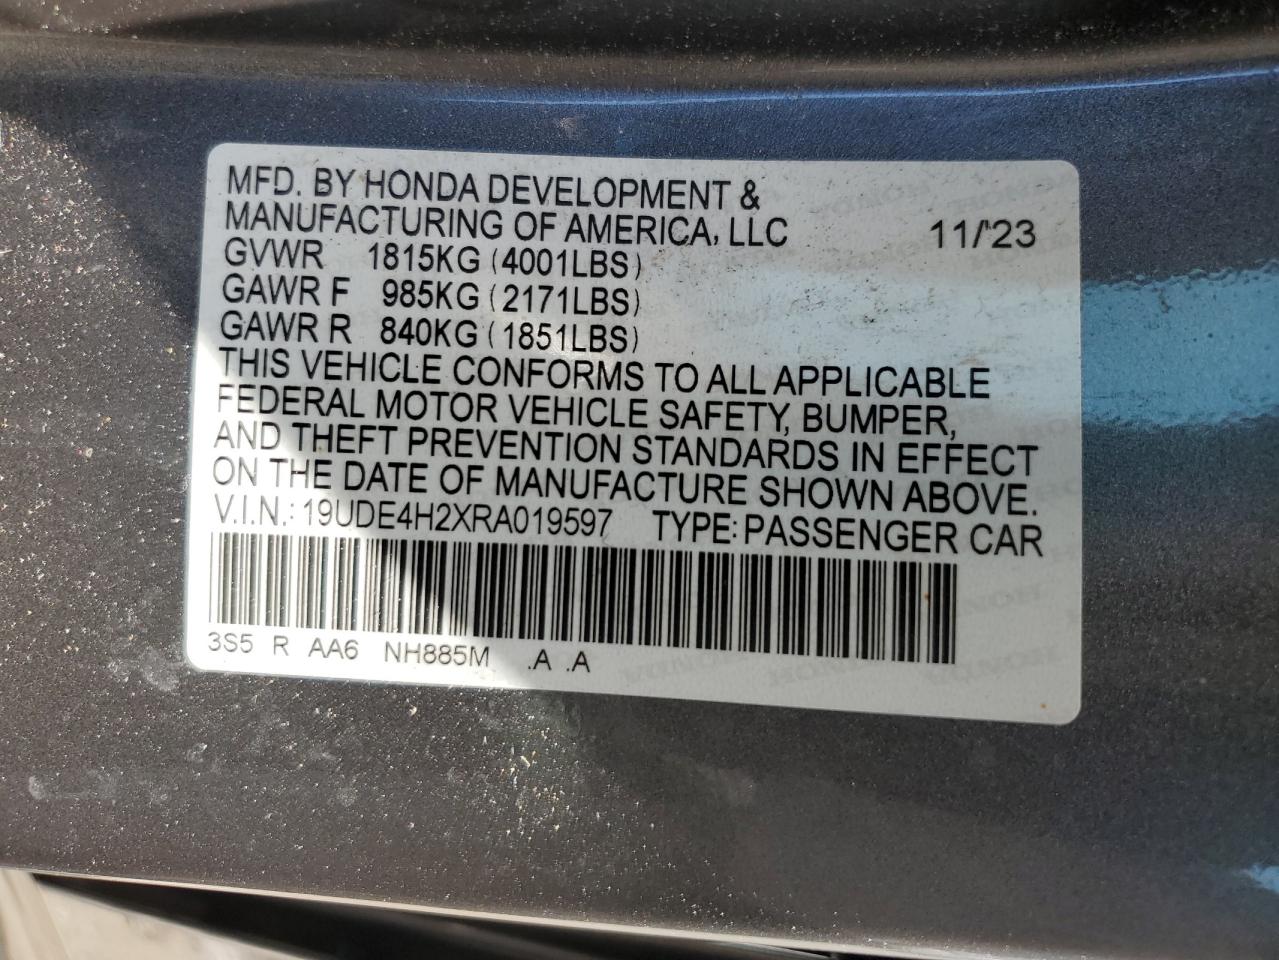 MFD. BY HONDA DEVELOPMENT &
MANUFACTURING OF AMERICA, LLC 11/'23
GVWR 1815KG (4001LBS)
GAWR F 985KG (2171LBS)
GAWR R 840KG (1851LBS)
THIS VEHICLE CONFORMS TO ALL APPLICABLE
FEDERAL MOTOR VEHICLE SAFETY, BUMPER,
AND THEFT PREVENTION STANDARDS IN EFFECT
ON THE DATE OF MANUFACTURE SHOWN ABOVE.
V.I.N.: 19UDE4H2XRA019597 TYPE: PASSENGER CAR
3S5 R AA6 NH885M .A .A